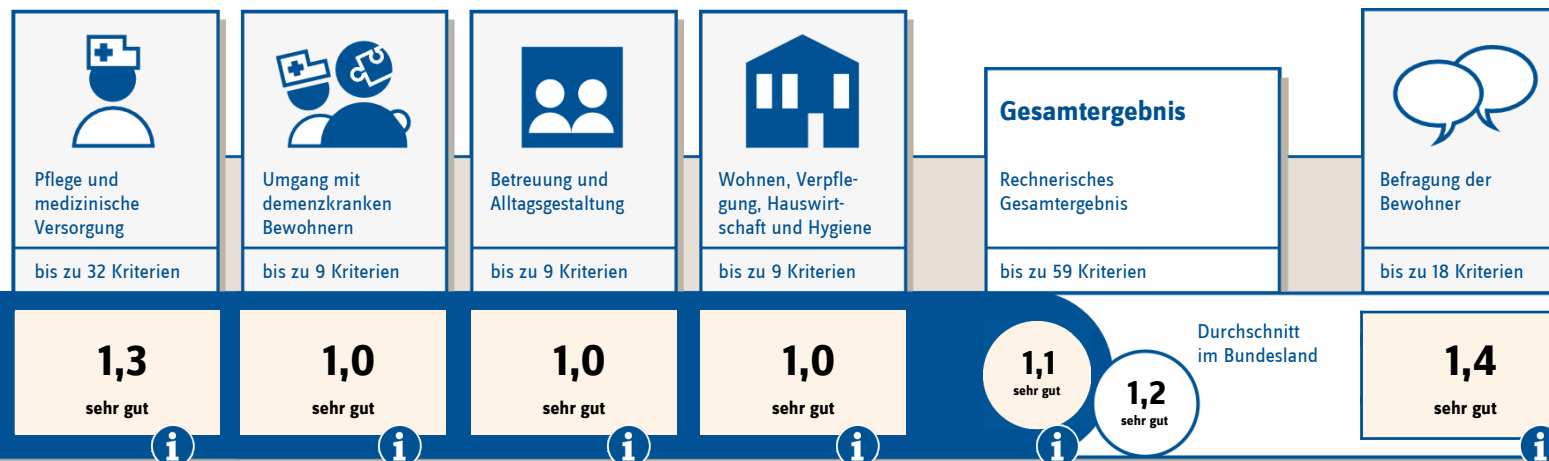 Pflege und
medizinische
Versorgung
bis zu 32 Kriterien
1,3
sehr gut
i
Umgang mit
demenzkranken
Bewohnern
bis zu 9 Kriterien
1,0
sehr gut
i
Betreuung und
Alltagsgestaltung
bis zu 9 Kriterien
1,0
sehr gut
i
Wohnen, Verpfle-
gung, Hauswirt-
schaft und Hygiene
bis zu 9 Kriterien
1,0
sehr gut
i
Gesamtergebnis
Rechnerisches
Gesamtergebnis
bis zu 59 Kriterien
1,1
sehr gut
i
1,2
sehr gut
Durchschnitt
im Bundesland
Befragung der
Bewohner
bis zu 18 Kriterien
1,4
sehr gut
i